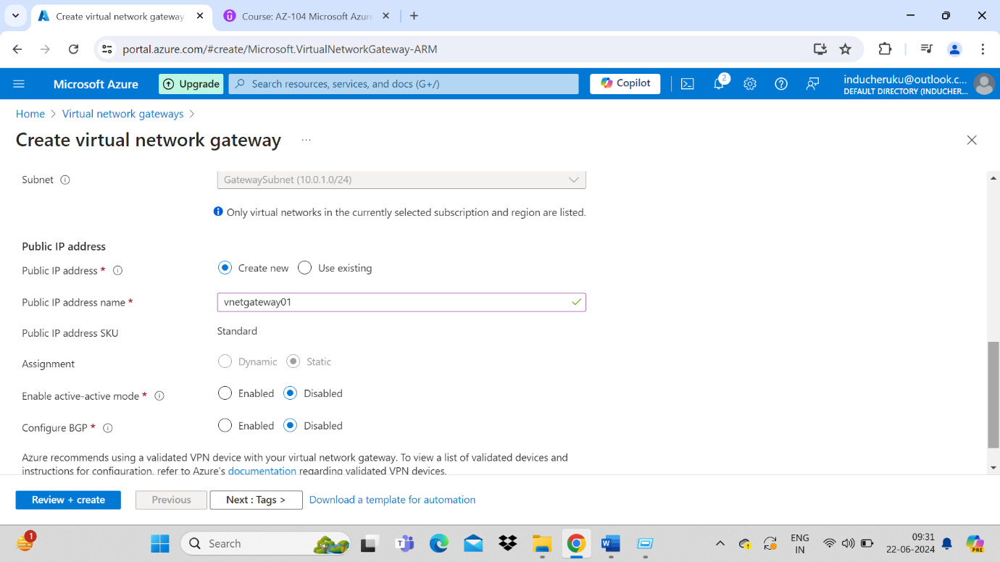 Create virtual network gateway
Course: AZ-104 Microsoft Azur
portal.azure.com/#create/Microsoft.VirtualNetworkGateway-ARM
Microsoft Azure
Upgrade
Search resources, services, and docs (G+/)
Copilot
2
inducheruku@outlook.c...
DEFAULT DIRECTORY (INDUCHER...
Home > Virtual network gateways >
Create virtual network gateway ...
Subnet
GatewaySubnet (10.0.1.0/24)
Only virtual networks in the currently selected subscription and region are listed.
Public IP address
Public IP address *
Create new
Use existing
Public IP address name *
vnetgateway01
Public IP address SKU
Standard
Assignment
Dynamic
Static
Enable active-active mode *
Enabled
Disabled
Configure BGP *
Enabled
Disabled
Azure recommends using a validated VPN device with your virtual network gateway. To view a list of validated devices and
instructions for configuration, refer to Azure's documentation regarding validated VPN devices.
Review + create
Previous
Next : Tags >
Download a template for automation
1
Search
ENG
IN
09:31
22-06-2024
PRE